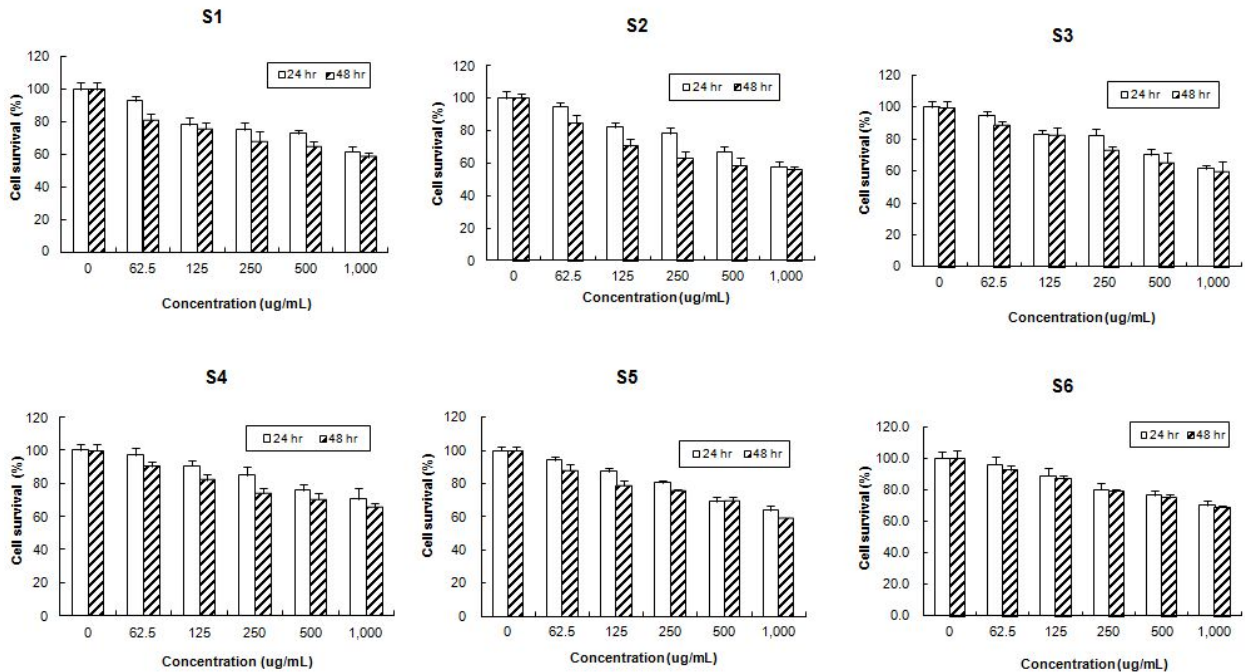 S1
120
100
80
60
40
20
0
Cell survival (%)
24 hr 48 hr
0 62.5 125 250 500 1,000
Concentration (ug/mL)
S2
120
100
80
60
40
20
0
Cell survival (%)
24 hr 48 hr
0 62.5 125 250 500 1,000
Concentration (ug/mL)
S3
120
100
80
60
40
20
0
Cell survival (%)
24 hr 48 hr
0 62.5 125 250 500 1,000
Concentration (ug/mL)
S4
120
100
80
60
40
20
0
Cell survival (%)
24 hr 48 hr
0 62.5 125 250 500 1,000
Concentration (ug/mL)
S5
120
100
80
60
40
20
0
Cell survival (%)
24 hr 48 hr
0 62.5 125 250 500 1,000
Concentration (ug/mL)
S6
120.0
100.0
80.0
60.0
40.0
20.0
0.0
Cell survival (%)
24 hr 48 hr
0 62.5 125 250 500 1,000
Concentration (ug/mL)